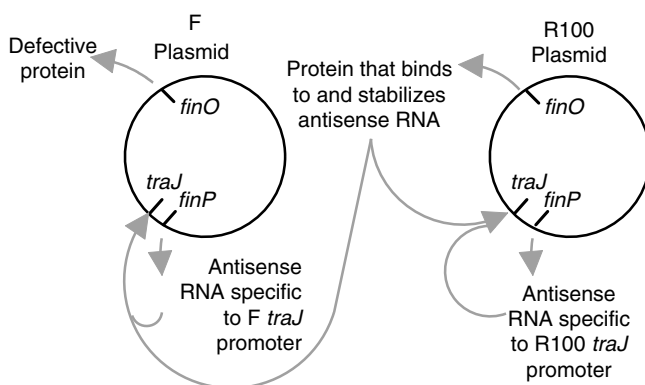 F
Plasmid
Defective
protein
finO
traJ
finP
Antisense
RNA specific
to F traJ
promoter
Protein that binds
to and stabilizes
antisense RNA
R100
Plasmid
finO
traJ
finP
Antisense
RNA specific
to R100 traJ
promoter